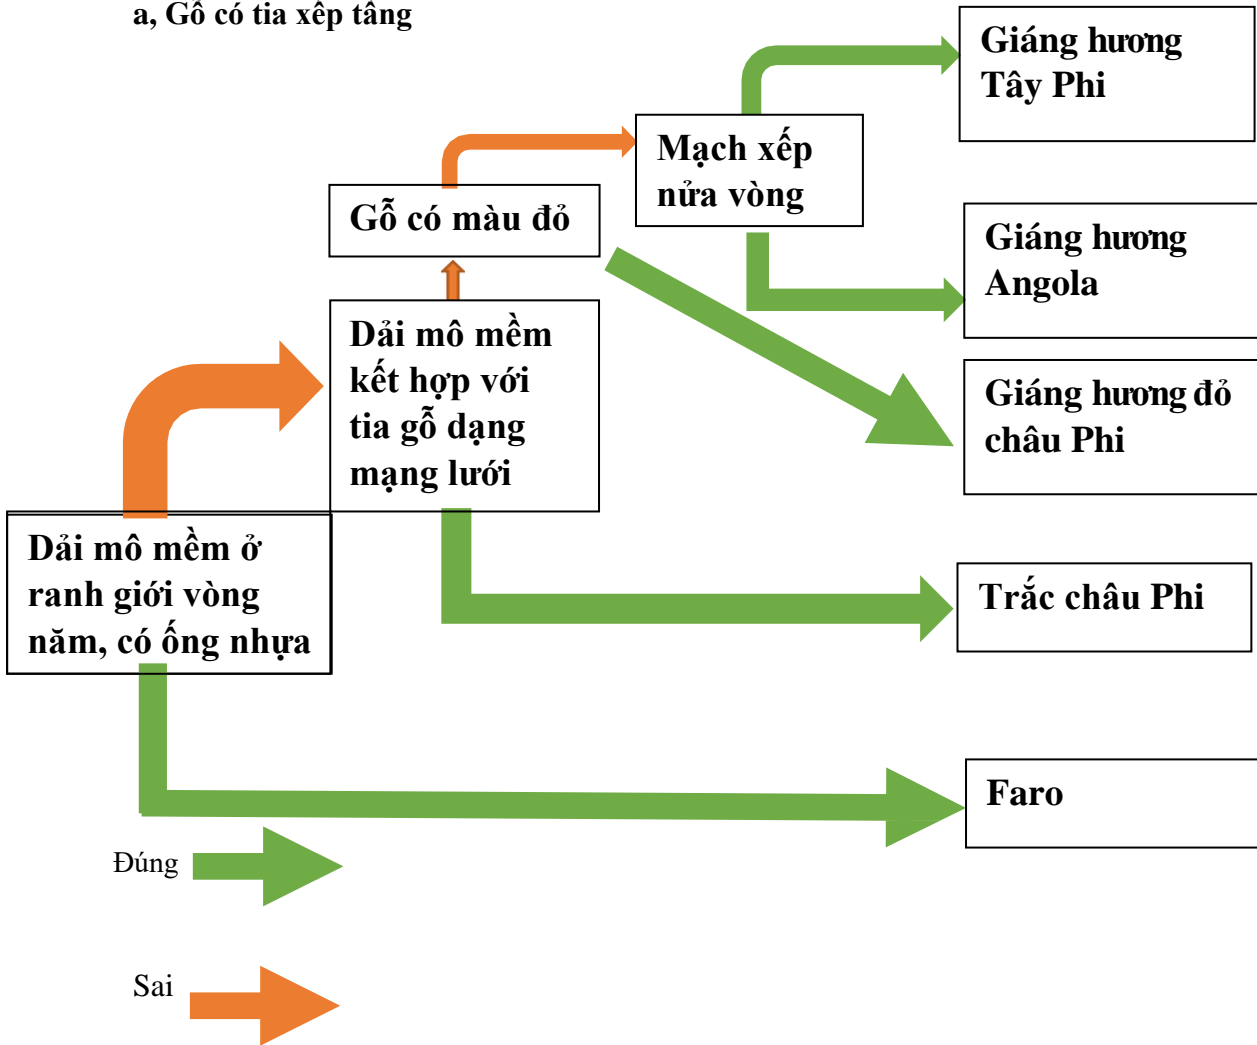 a, Gỗ có tia xếp tầng
Giáng hương
Tây Phi
Mạch xếp
nửa vòng
Gỗ có màu đỏ
Giáng hương
Angola
Dải mô mềm
kết hợp với
tia gỗ dạng
mạng lưới
Giáng hương đỏ
châu Phi
Dải mô mềm ở
ranh giới vòng
năm, có ống nhựa
Trắc châu Phi
Faro
Đúng
Sai